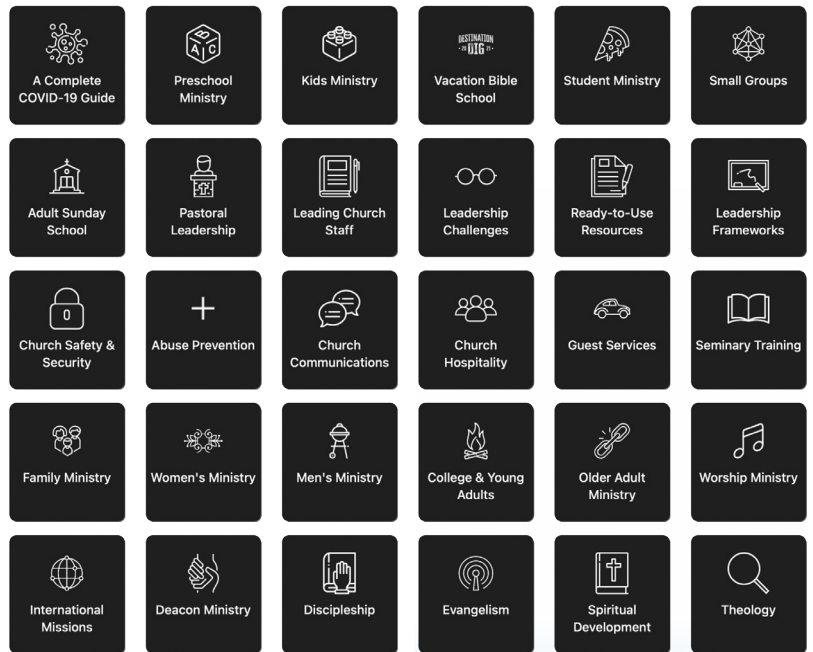 A Complete
COVID-19 Guide
Preschool
Ministry
Kids Ministry
DESTINATION
DIG
Vacation Bible
School
Student Ministry
Small Groups
Adult Sunday
School
Pastoral
Leadership
Leading Church
Staff
Leadership
Challenges
Ready-to-Use
Resources
Leadership
Frameworks
Church Safety &
Security
Abuse Prevention
Church
Communications
Church
Hospitality
Guest Services
Seminary Training
Family Ministry
Women's Ministry
Men's Ministry
College & Young
Adults
Older Adult
Ministry
Worship Ministry
International
Missions
Deacon Ministry
Discipleship
Evangelism
Spiritual
Development
Theology